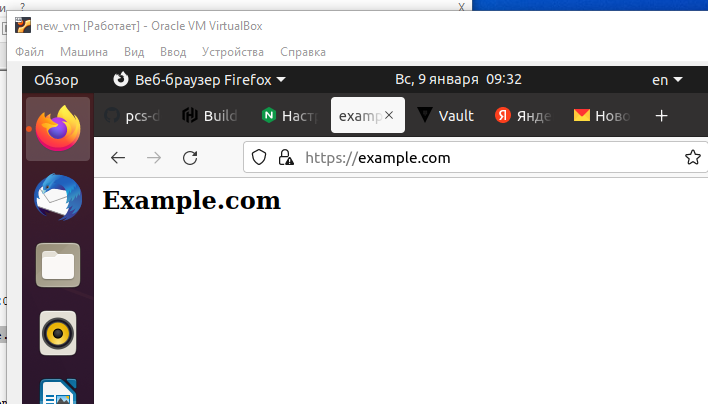 new_vm [Работает] - Oracle VM VirtualBox
Файл Машина Вид Ввод Устройства Справка
Обзор Веб-браузер Firefox Вс, 9 января 09:32 en
pcs-d Build Наст examp Vault Янде Ново
https://example.com
Example.com